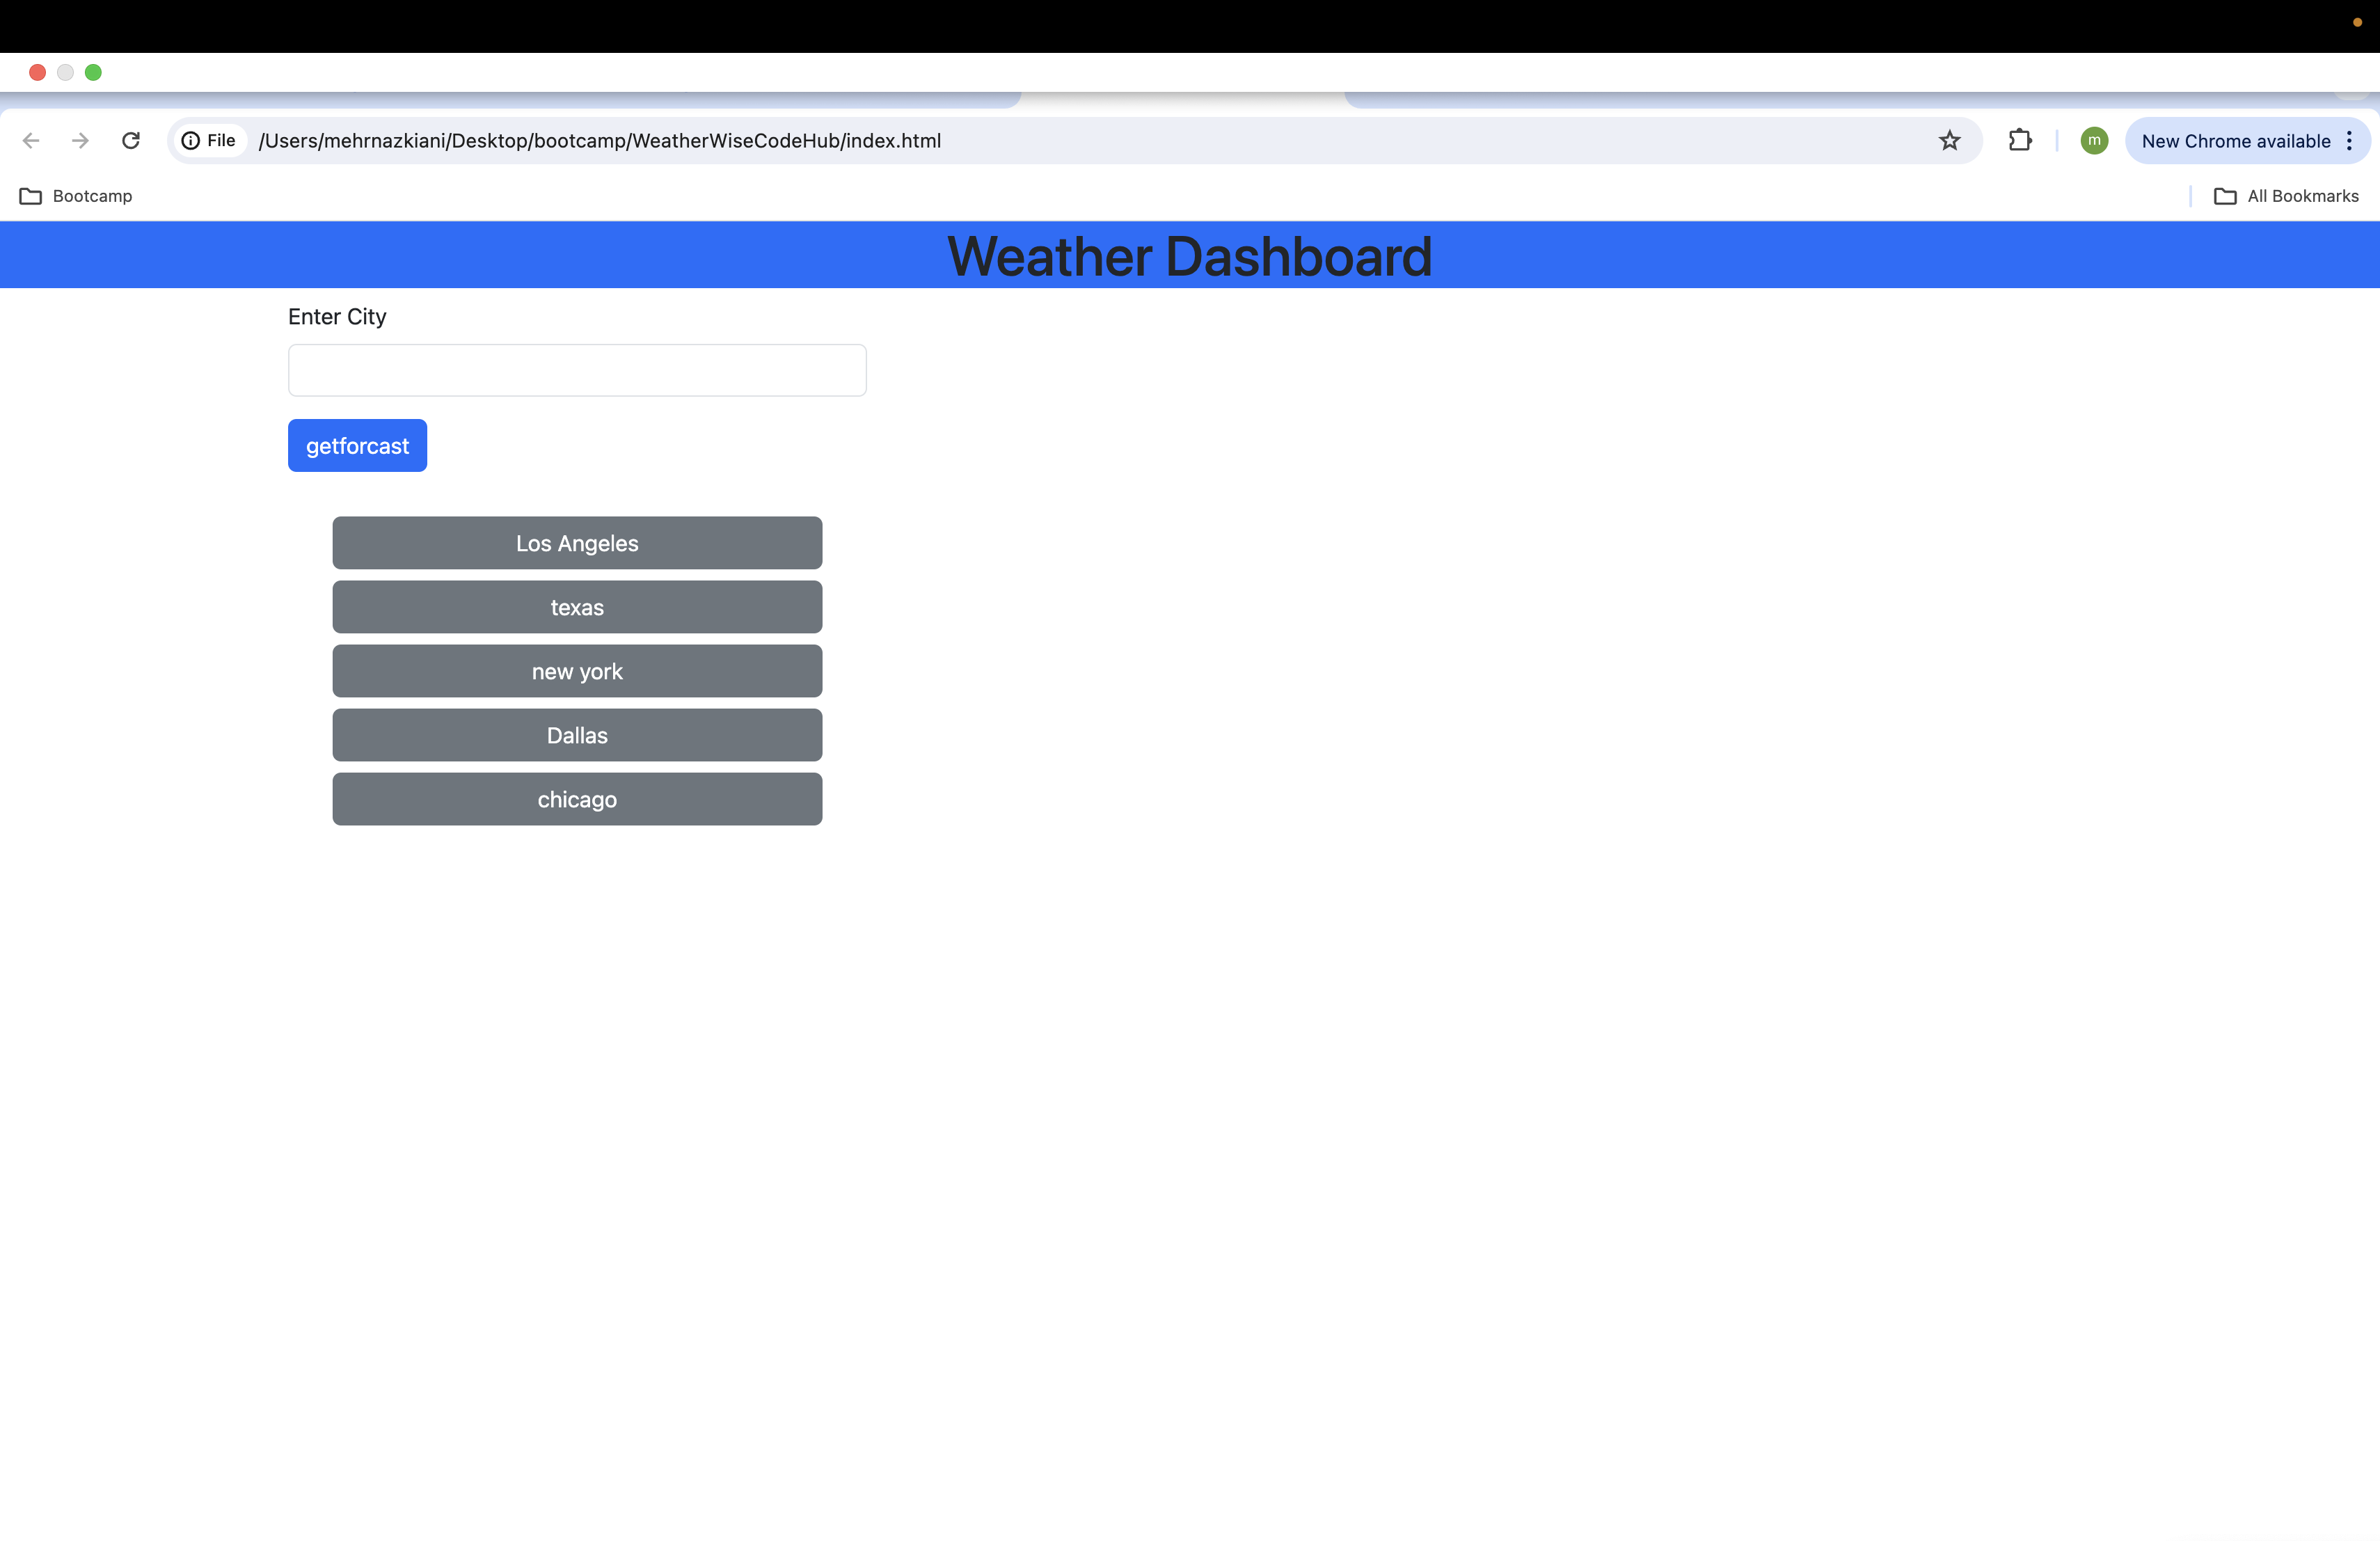 File /Users/mehrnazkiani/Desktop/bootcamp/WeatherWiseCodeHub/index.html m New Chrome available
Bootcamp All Bookmarks
Weather Dashboard
Enter City
getforcast
Los Angeles
texas
new york
Dallas
chicago